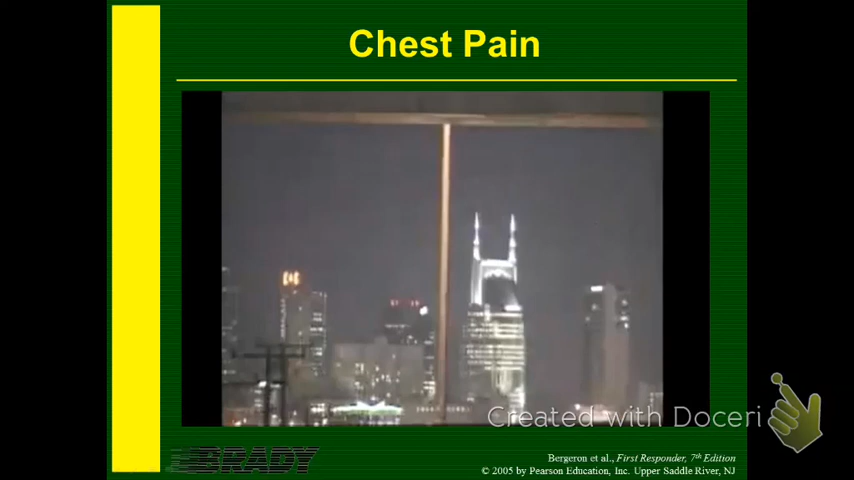 Chest Pain
Created with Doceri
BRADY
Bergeron et al., First Responder, 7th Edition
© 2005 by Pearson Education, Inc. Upper Saddle River, NJ